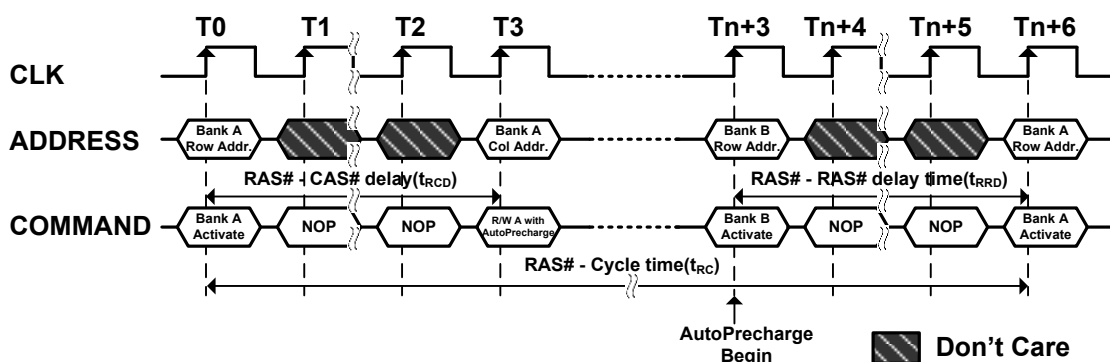 T0 T1 T2 T3 Tn+3 Tn+4 Tn+5 Tn+6
CLK
ADDRESS
Bank A
Row Addr.
Bank A
Col Addr.
Bank B
Row Addr.
Bank A
Row Addr.
RAS# - CAS# delay(tRCD)
RAS# - RAS# delay time(tRRD)
COMMAND
Bank A
Activate
NOP
NOP
R/W A with
AutoPrecharge
Bank B
Activate
NOP
NOP
Bank A
Activate
RAS# - Cycle time(tRC)
AutoPrecharge
Begin
Don't Care